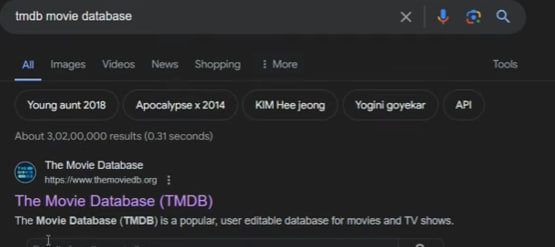 tmdb movie database
All Images Videos News Shopping More Tools
Young aunt 2018 Apocalypse x 2014 KIM Hee jeong Yogini goyekar API
About 3,02,00,000 results (0.31 seconds)
The Movie Database
https://www.themoviedb.org
The Movie Database (TMDB)
The Movie Database (TMDB) is a popular, user editable database for movies and TV shows.